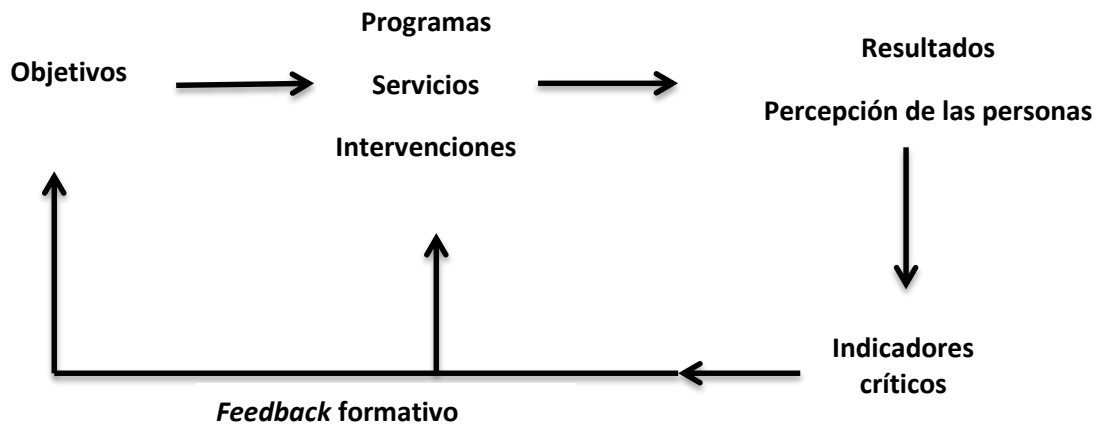 Objetivos
Programas
Servicios
Intervenciones
Resultados
Percepción de las personas
Indicadores
críticos
Feedback formativo